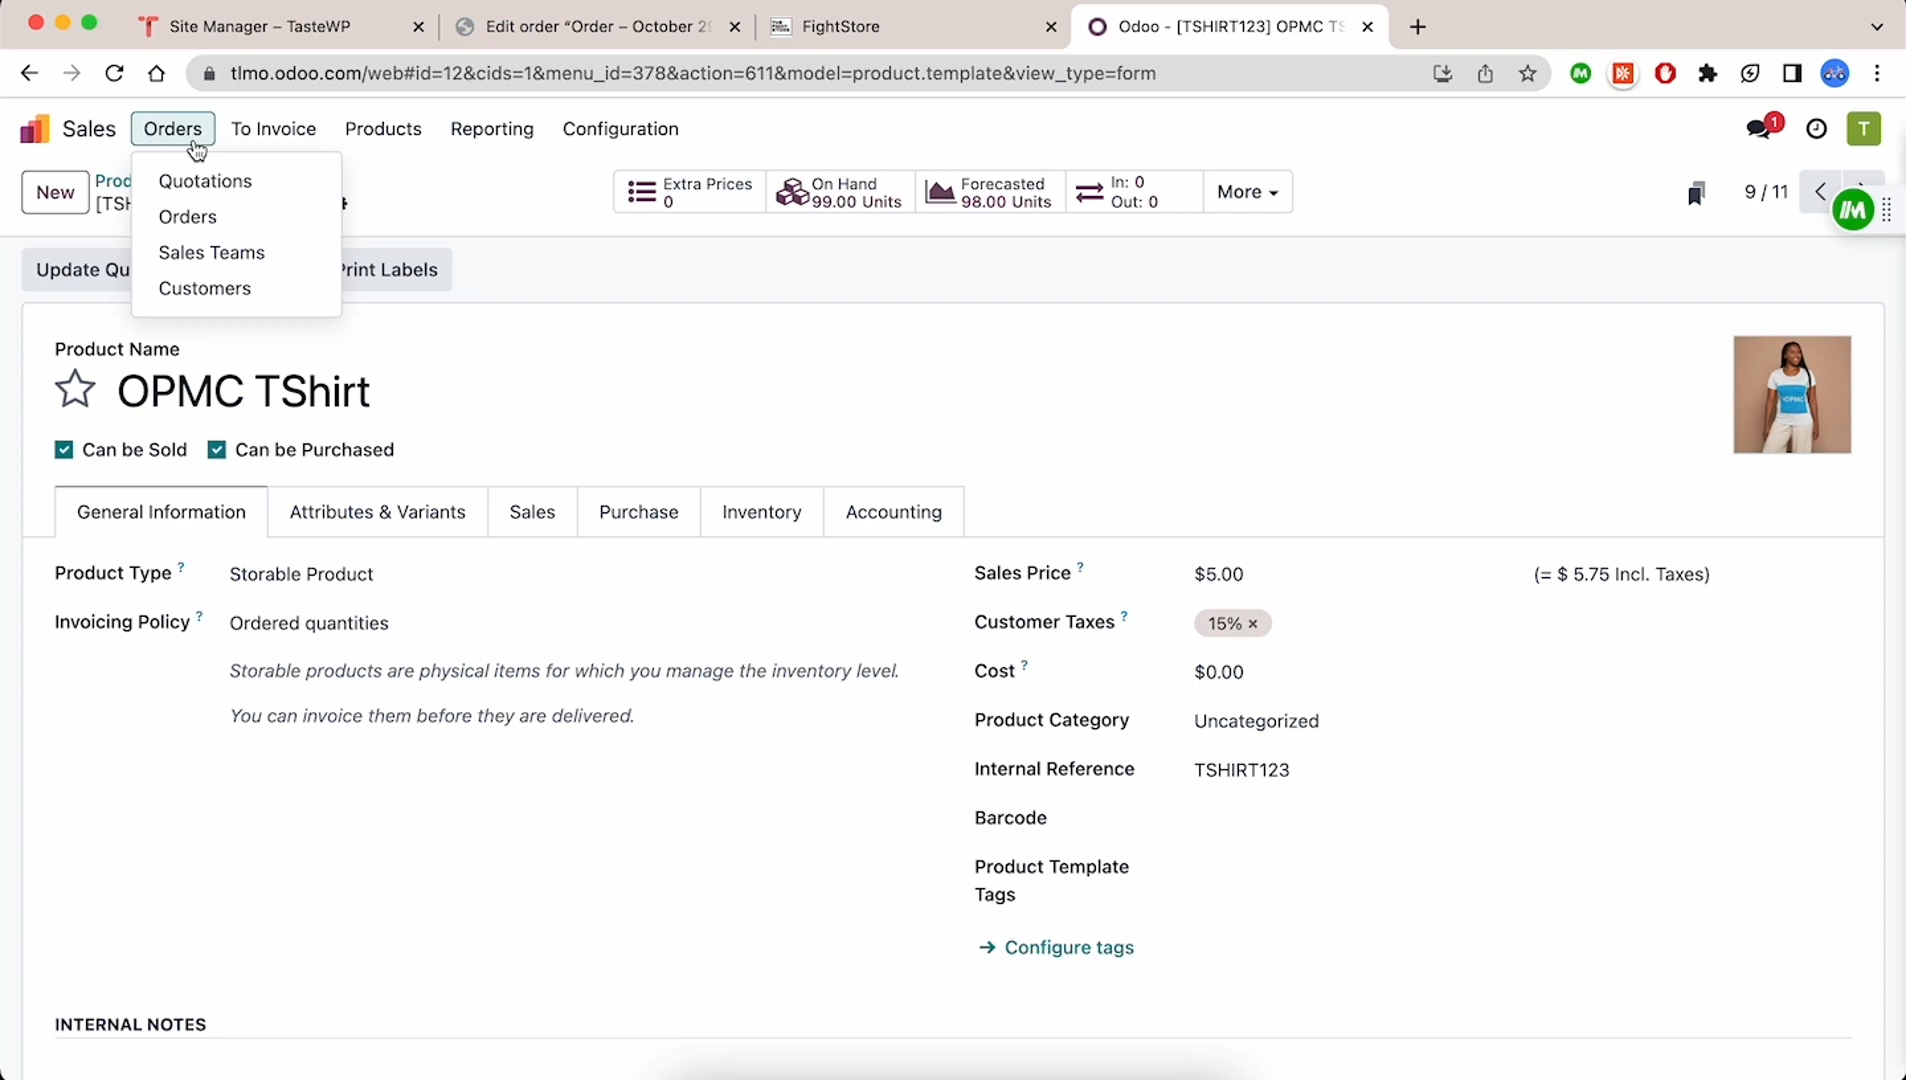 Site Manager – TasteWP
Edit order “Order – October 29
FightStore
Odoo - [TSHIRT123] OPMC TS
tlmo.odoo.com/web#id=12&cids=1&menu_id=378&action=611&model=product.template&view_type=form
Sales Orders To Invoice Products Reporting Configuration
1
T
Quotations
Orders
Sales Teams
Customers
New
Prod
[TSH
Extra Prices
0
On Hand
99.00 Units
Forecasted
98.00 Units
In: 0
Out: 0
More
9 / 11
Update Qu
Print Labels
Product Name
OPMC TShirt
Can be Sold Can be Purchased
OPMC
General Information Attributes & Variants Sales Purchase Inventory Accounting
Product Type ? Storable Product
Invoicing Policy ? Ordered quantities
Storable products are physical items for which you manage the inventory level.
You can invoice them before they are delivered.
Sales Price ? $5.00 (= $ 5.75 Incl. Taxes)
Customer Taxes ? 15% ×
Cost ? $0.00
Product Category Uncategorized
Internal Reference TSHIRT123
Barcode
Product Template
Tags
→ Configure tags
INTERNAL NOTES